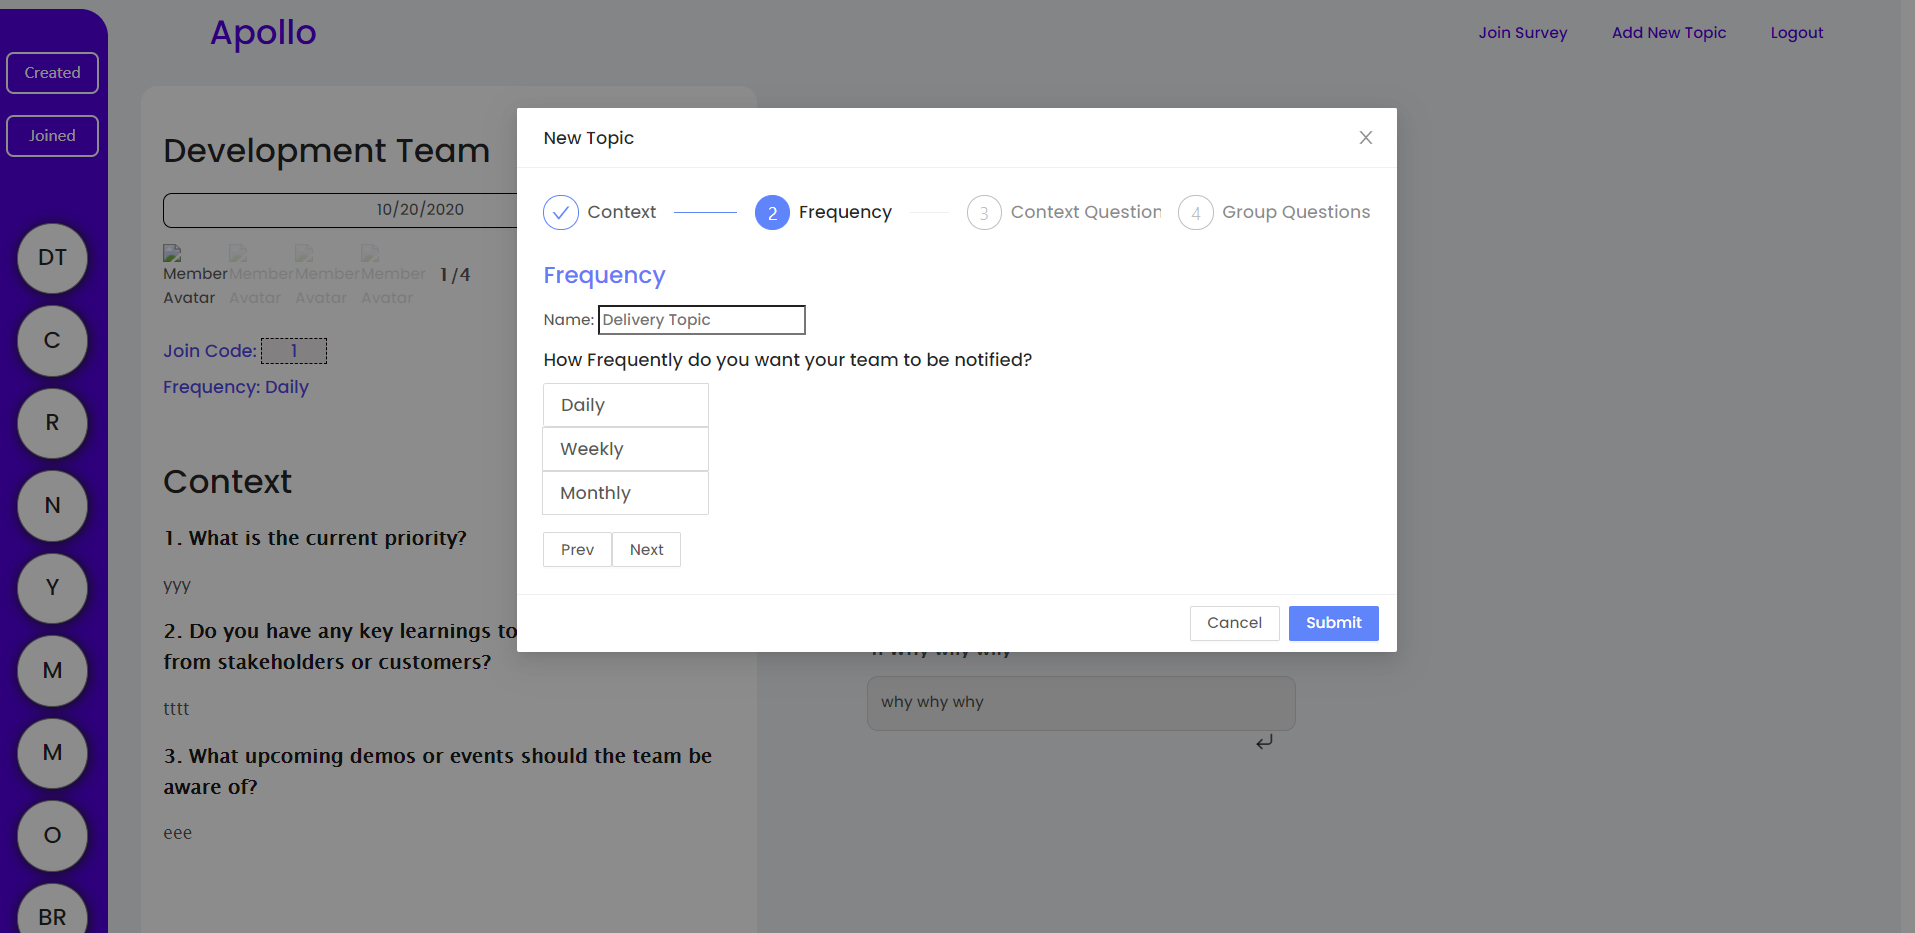 Apollo
Join Survey
Add New Topic
Logout
Created
Joined
DT
C
R
N
Y
M
M
O
BR
Development Team
10/20/2020
Member Avatar
Member Avatar
Member Avatar
Member Avatar
1/4
Join Code: 1
Frequency: Daily
Context
1. What is the current priority?
yyy
2. Do you have any key learnings to
from stakeholders or customers?
tttt
3. What upcoming demos or events should the team be
aware of?
eee
New Topic
Context
2 Frequency
3 Context Question
4 Group Questions
Frequency
Name: Delivery Topic
How Frequently do you want your team to be notified?
Daily
Weekly
Monthly
Prev
Next
Cancel
Submit
why why why